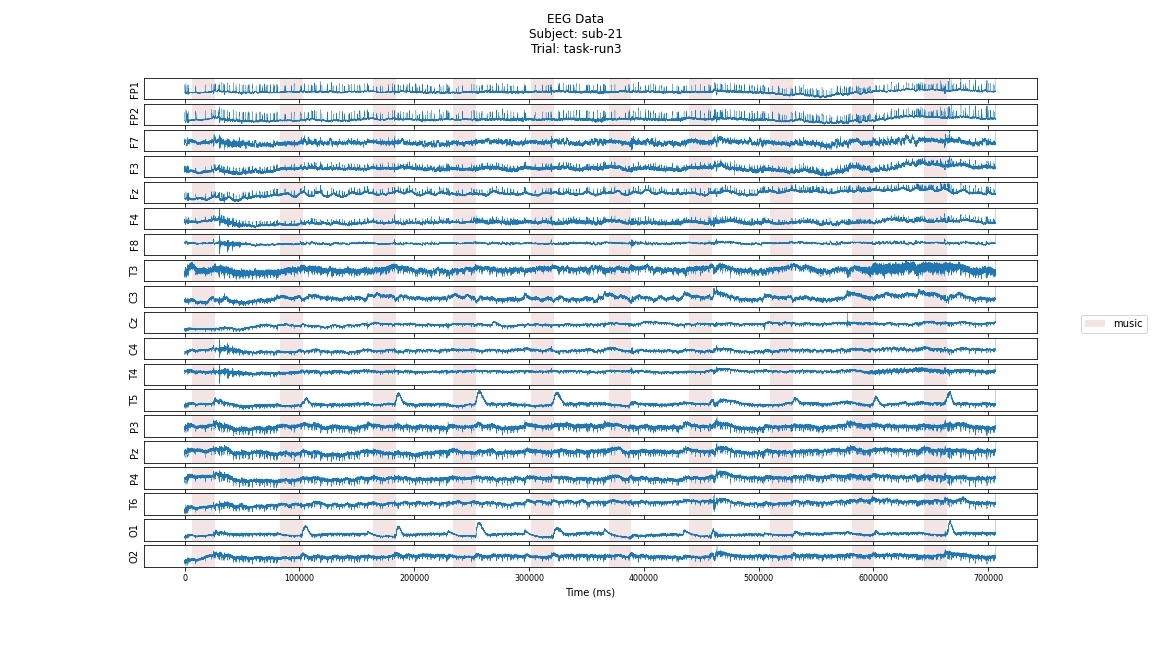 EEG Data
Subject: sub-21
Trial: task-run3
FP1
FP2
F7
F3
Fz
F4
F8
T3
C3
Cz
C4
T4
T5
P3
Pz
P4
T6
O1
O2
music
0 100000 200000 300000 400000 500000 600000 700000
Time (ms)